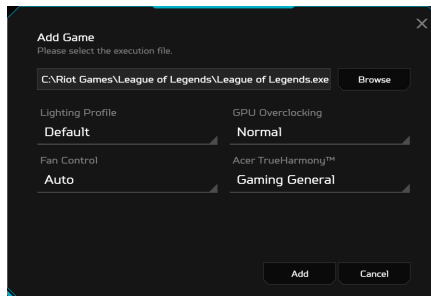 Add Game
Please select the execution file.
C:\Riot Games\League of Legends\League of Legends.exe Browse
Lighting Profile GPU Overclocking
Default Normal
Fan Control Acer TrueHarmony™
Auto Gaming General
Add Cancel